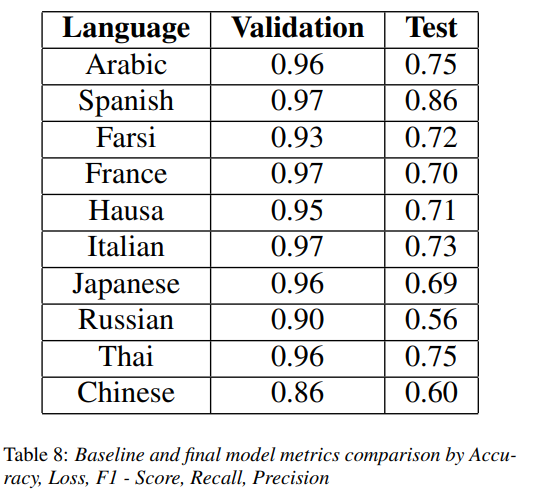 Language Validation Test
Arabic 0.96 0.75
Spanish 0.97 0.86
Farsi 0.93 0.72
France 0.97 0.70
Hausa 0.95 0.71
Italian 0.97 0.73
Japanese 0.96 0.69
Russian 0.90 0.56
Thai 0.96 0.75
Chinese 0.86 0.60
Table 8: Baseline and final model metrics comparison by Accu-
racy, Loss, F1 - Score, Recall, Precision